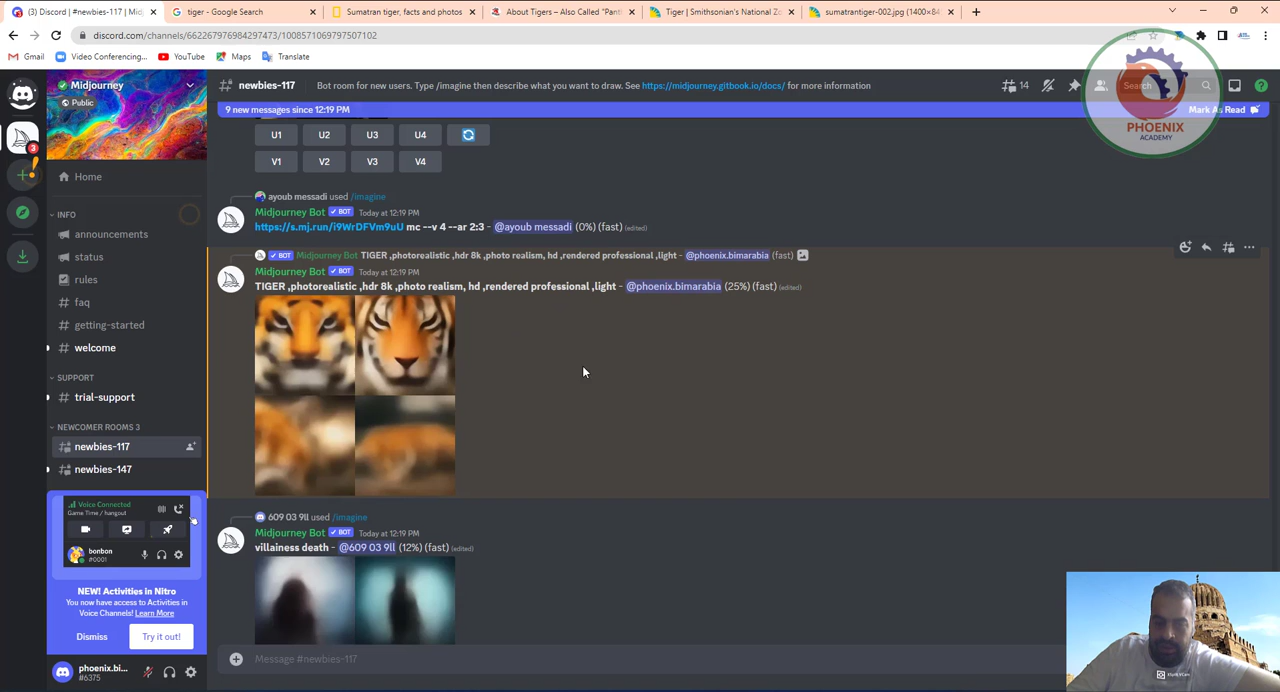 Discord | #newbies-117 | Mid
tiger - Google Search
Sumatran tiger, facts and photos
About Tigers – Also Called "Pant
Tiger | Smithsonian's National Zo
sumatrantiger-002.jpg (1400×84
discord.com/channels/662267976984297473/1008571069797507102
Gmail
Video Conferencing...
YouTube
Maps
Translate
Midjourney
Public
newbies-117
Bot room for new users. Type /imagine then describe what you want to draw. See https://midjourney.gitbook.io/docs/ for more information
14
Search
9 new messages since 12:19 PM
Mark As Read
PHOENIX
ACADEMY
3
Home
INFO
announcements
status
rules
faq
getting-started
welcome
SUPPORT
trial-support
NEWCOMER ROOMS 3
newbies-117
newbies-147
Voice Connected
Game Time / hangout
bonbon
#0001
NEW! Activities in Nitro
You now have access to Activities in
Voice Channels! Learn More
Dismiss
Try it out!
phoenix.bi...
#6375
U1 U2 U3 U4
V1 V2 V3 V4
ayoub messadi used /imagine
Midjourney Bot BOT Today at 12:19 PM
https://s.mj.run/i9WrDFVm9uU mc --v 4 --ar 2:3 - @ayoub messadi (0%) (fast) (edited)
BOT Midjourney Bot TIGER ,photorealistic ,hdr 8k ,photo realism, hd ,rendered professional ,light - @phoenix.bimarabia (fast)
Midjourney Bot BOT Today at 12:19 PM
TIGER ,photorealistic ,hdr 8k ,photo realism, hd ,rendered professional ,light - @phoenix.bimarabia (25%) (fast) (edited)
609 03 9ll used /imagine
Midjourney Bot BOT Today at 12:19 PM
villainess death - @609 03 9ll (12%) (fast) (edited)
Message #newbies-117